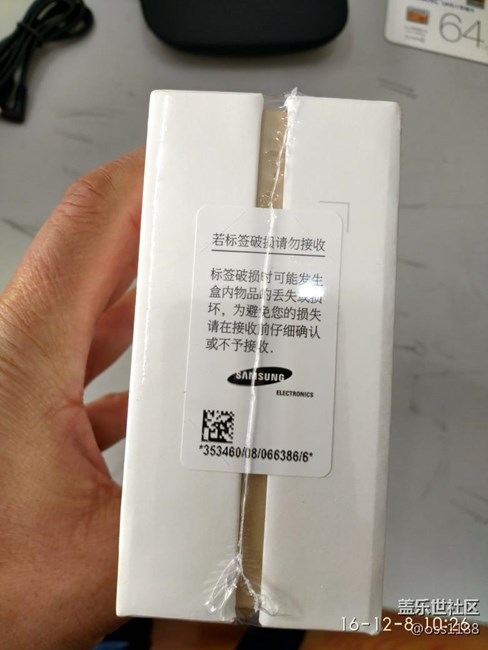 64
若标签破损请勿接收
标签破损时可能发生
盒内物品的丢失或损
坏，为避免您的损失
请在接收前仔细确认
或不予接收．
SAMSUNG
ELECTRONICS
*353460/08/066386/6*
盖乐世社区
16-12-8 10:26
@oss1188